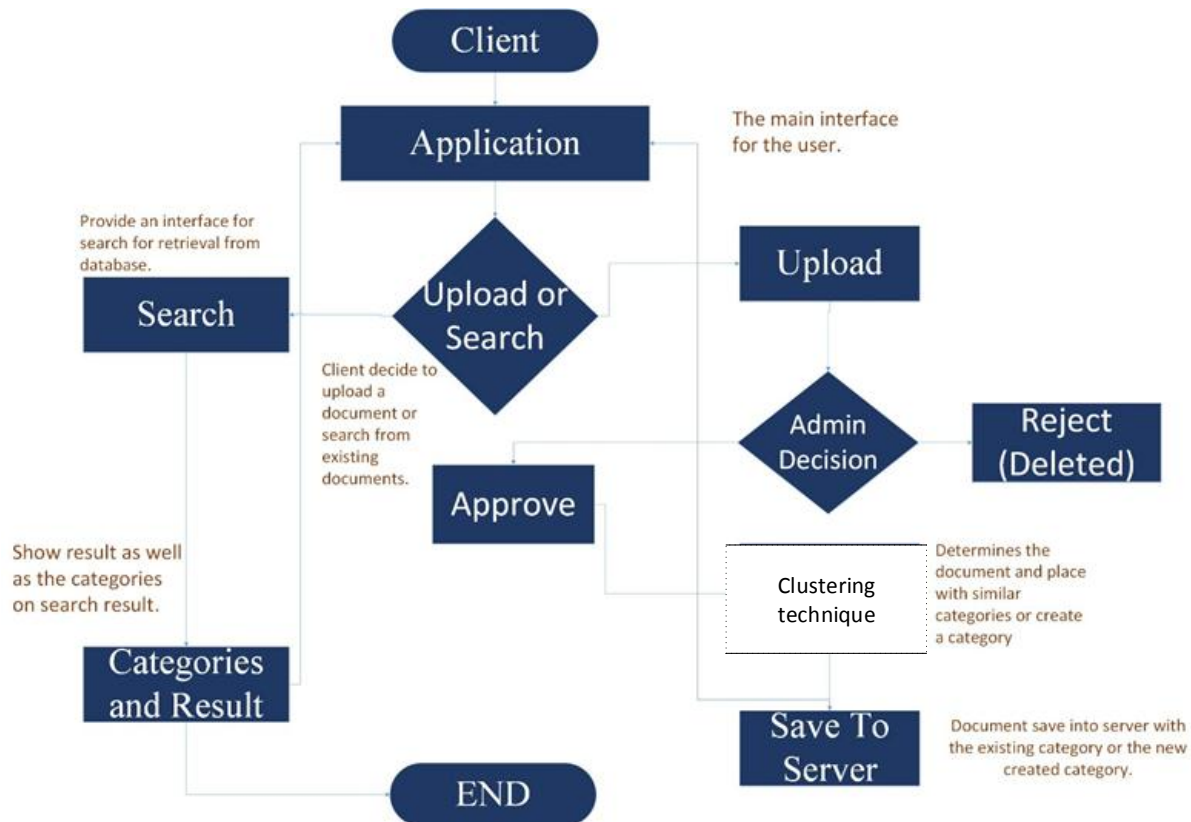 Client
Application
The main interface
for the user.
Provide an interface for
search for retrieval from
database.
Search
Upload or
Search
Upload
Client decide to
upload a
document or
search from
existing
documents.
Admin
Decision
Reject
(Deleted)
Approve
Show result as well
as the categories
on search result.
Clustering
technique
Determines the
document and place
with similar
categories or create
a category
Categories
and Result
Save To
Server
Document save into server with
the existing category or the new
created category.
END